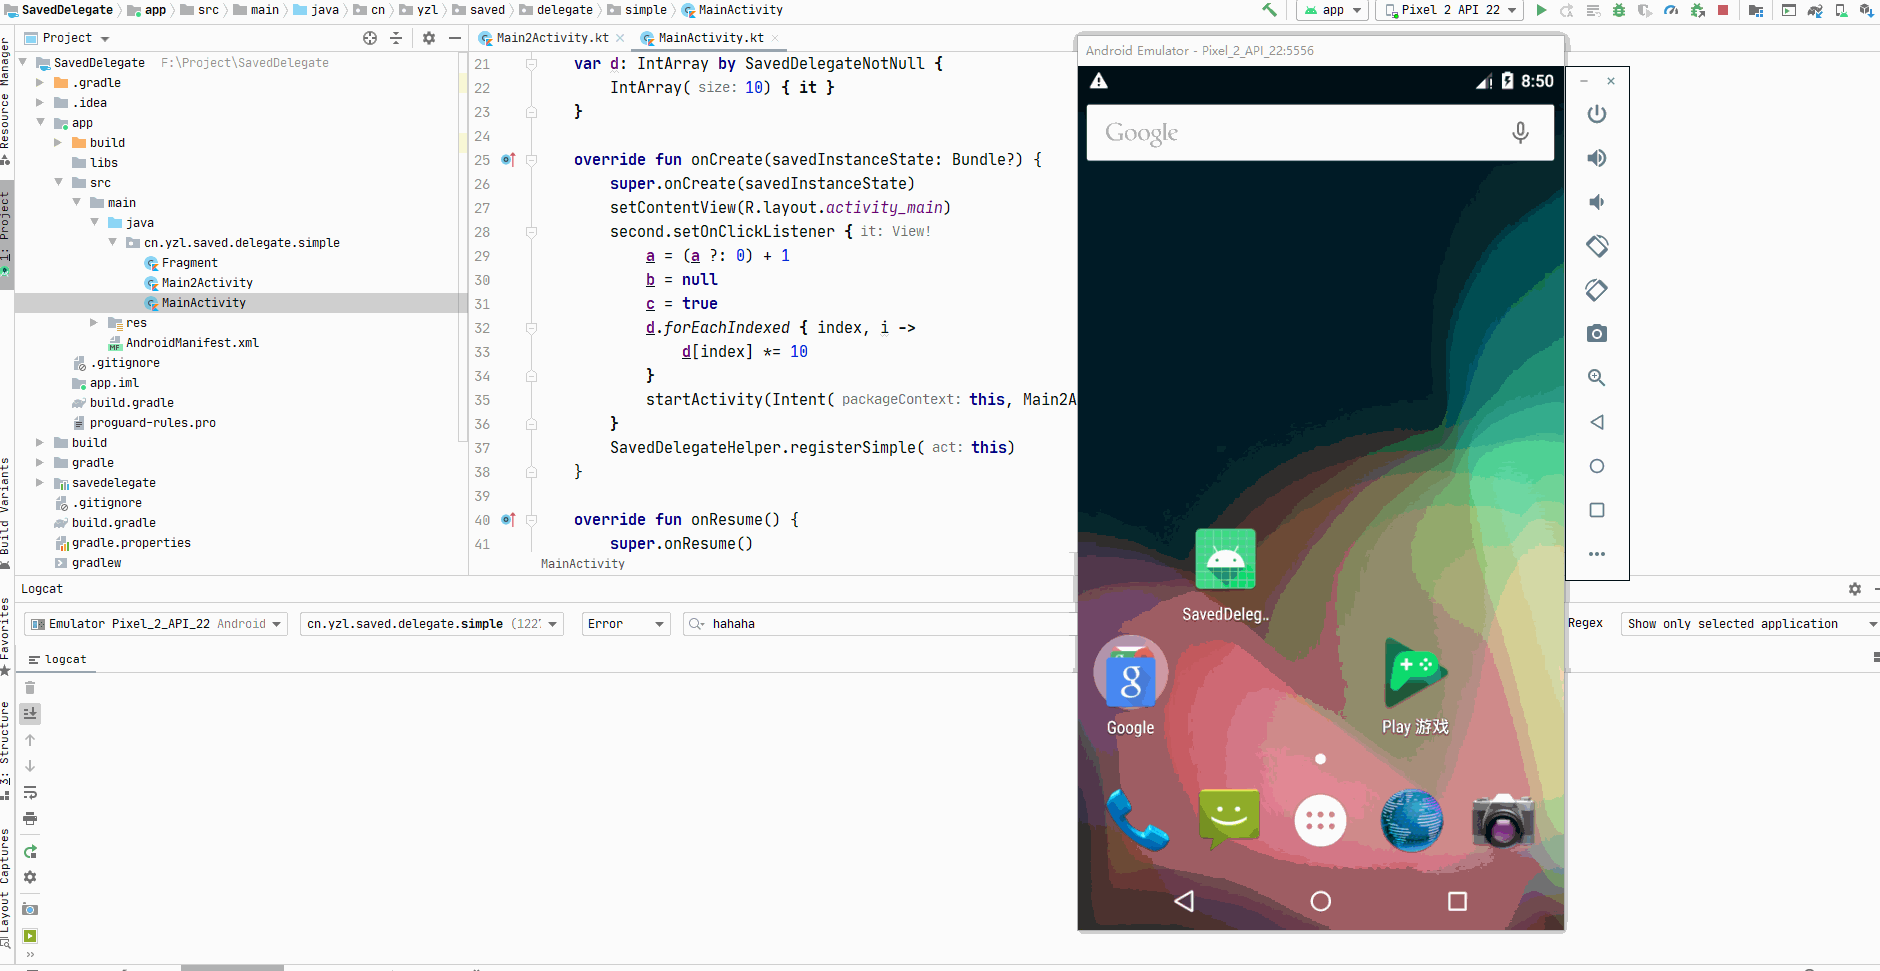 SavedDelegate app src main java cn yzl saved delegate simple MainActivity
app Pixel 2 API 22
Project
Main2Activity.kt MainActivity.kt
SavedDelegate F:\Project\SavedDelegate
.gradle
.idea
app
build
libs
src
main
java
cn.yzl.saved.delegate.simple
Fragment
Main2Activity
MainActivity
res
AndroidManifest.xml
.gitignore
app.iml
build.gradle
proguard-rules.pro
build
gradle
savedelegate
.gitignore
build.gradle
gradle.properties
gradlew
Resource Manager
1: Project
Build Variants
Favorites
Structure
Layout Captures
21 var d: IntArray by SavedDelegateNotNull {
22 IntArray( size: 10) { it }
23 }
24
25 override fun onCreate(savedInstanceState: Bundle?) {
26 super.onCreate(savedInstanceState)
27 setContentView(R.layout.activity_main)
28 second.setOnClickListener { it: View!
29 a = (a ?: 0) + 1
30 b = null
31 c = true
32 d.forEachIndexed { index, i ->
33 d[index] *= 10
34 }
35 startActivity(Intent( packageContext: this, Main2A
36 }
37 SavedDelegateHelper.registerSimple( act: this)
38 }
39
40 override fun onResume() {
41 super.onResume()
MainActivity
Android Emulator - Pixel_2_API_22:5556
8:50
Google
SavedDeleg..
Google
Play 游戏
Logcat
Emulator Pixel_2_API_22 Android
cn.yzl.saved.delegate.simple (122
Error
hahaha
Regex
Show only selected application
logcat